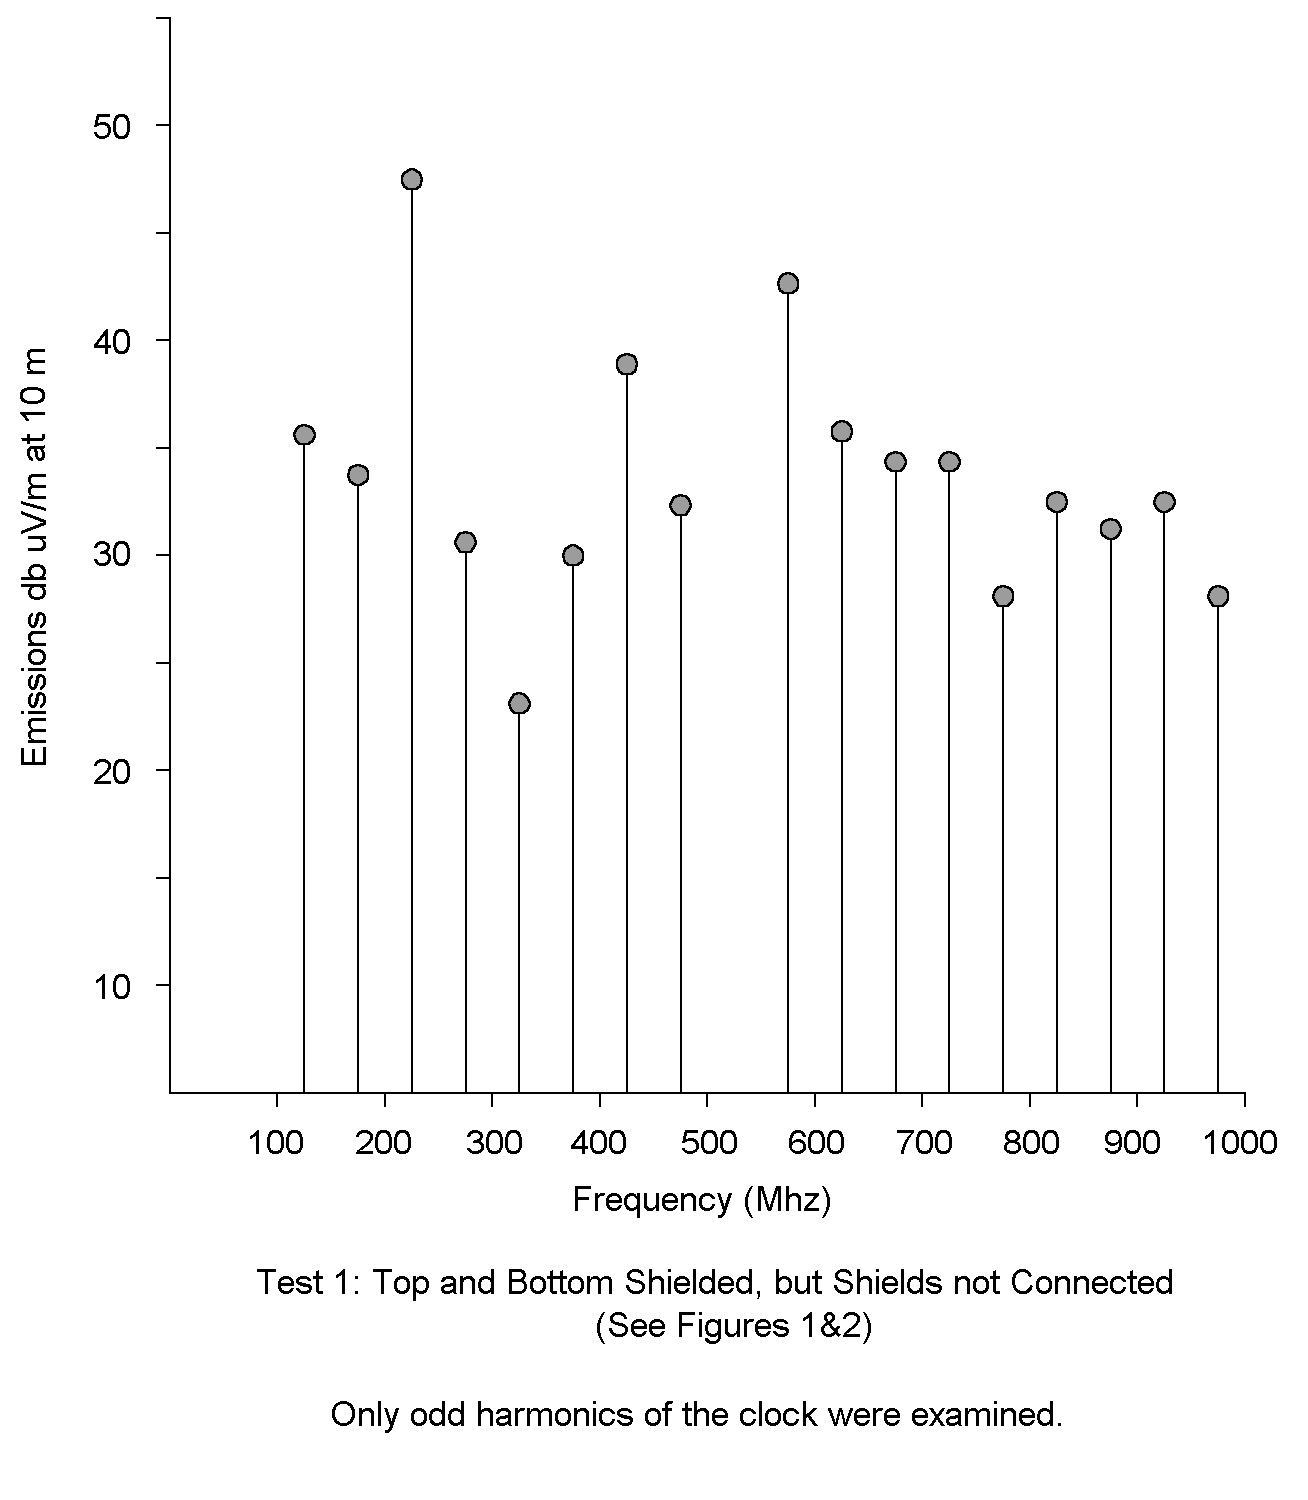 50
40
30
20
10
Emissions db uV/m at 10 m
100 200 300 400 500 600 700 800 900 1000
Frequency (Mhz)
Test 1: Top and Bottom Shielded, but Shields not Connected
(See Figures 1&2)
Only odd harmonics of the clock were examined.